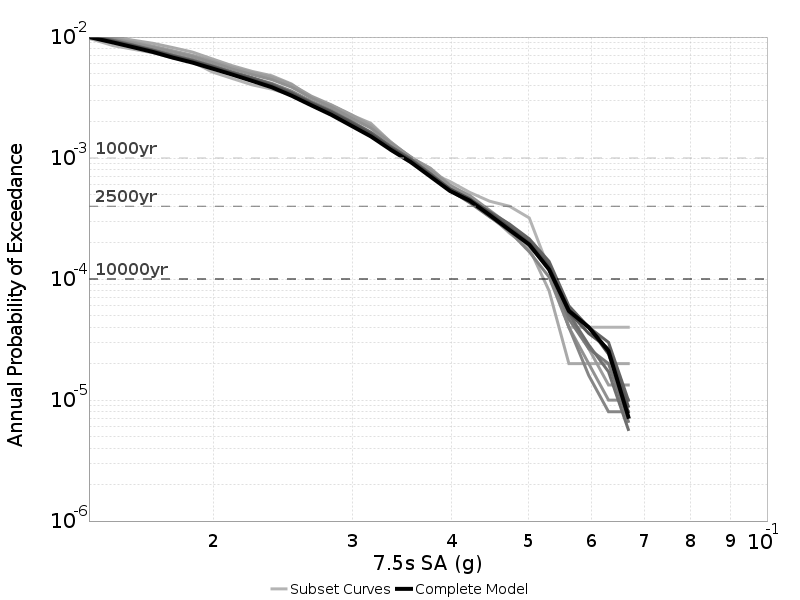 10-2
10-3
10-4
10-5
10-6
Annual Probability of Exceedance
1000yr
2500yr
10000yr
2 3 4 5 6 7 8 9 10-1
7.5s SA (g)
Subset Curves Complete Model